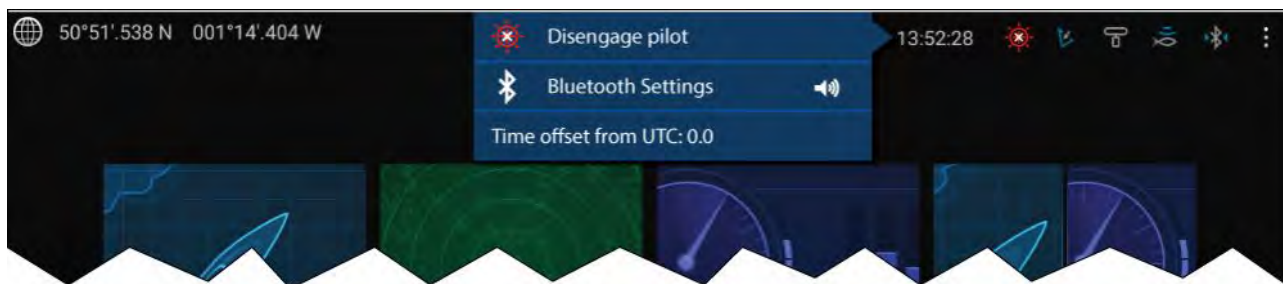 50°51'.538 N 001°14'.404 W
Disengage pilot
13:52:28
Bluetooth Settings
Time offset from UTC: 0.0